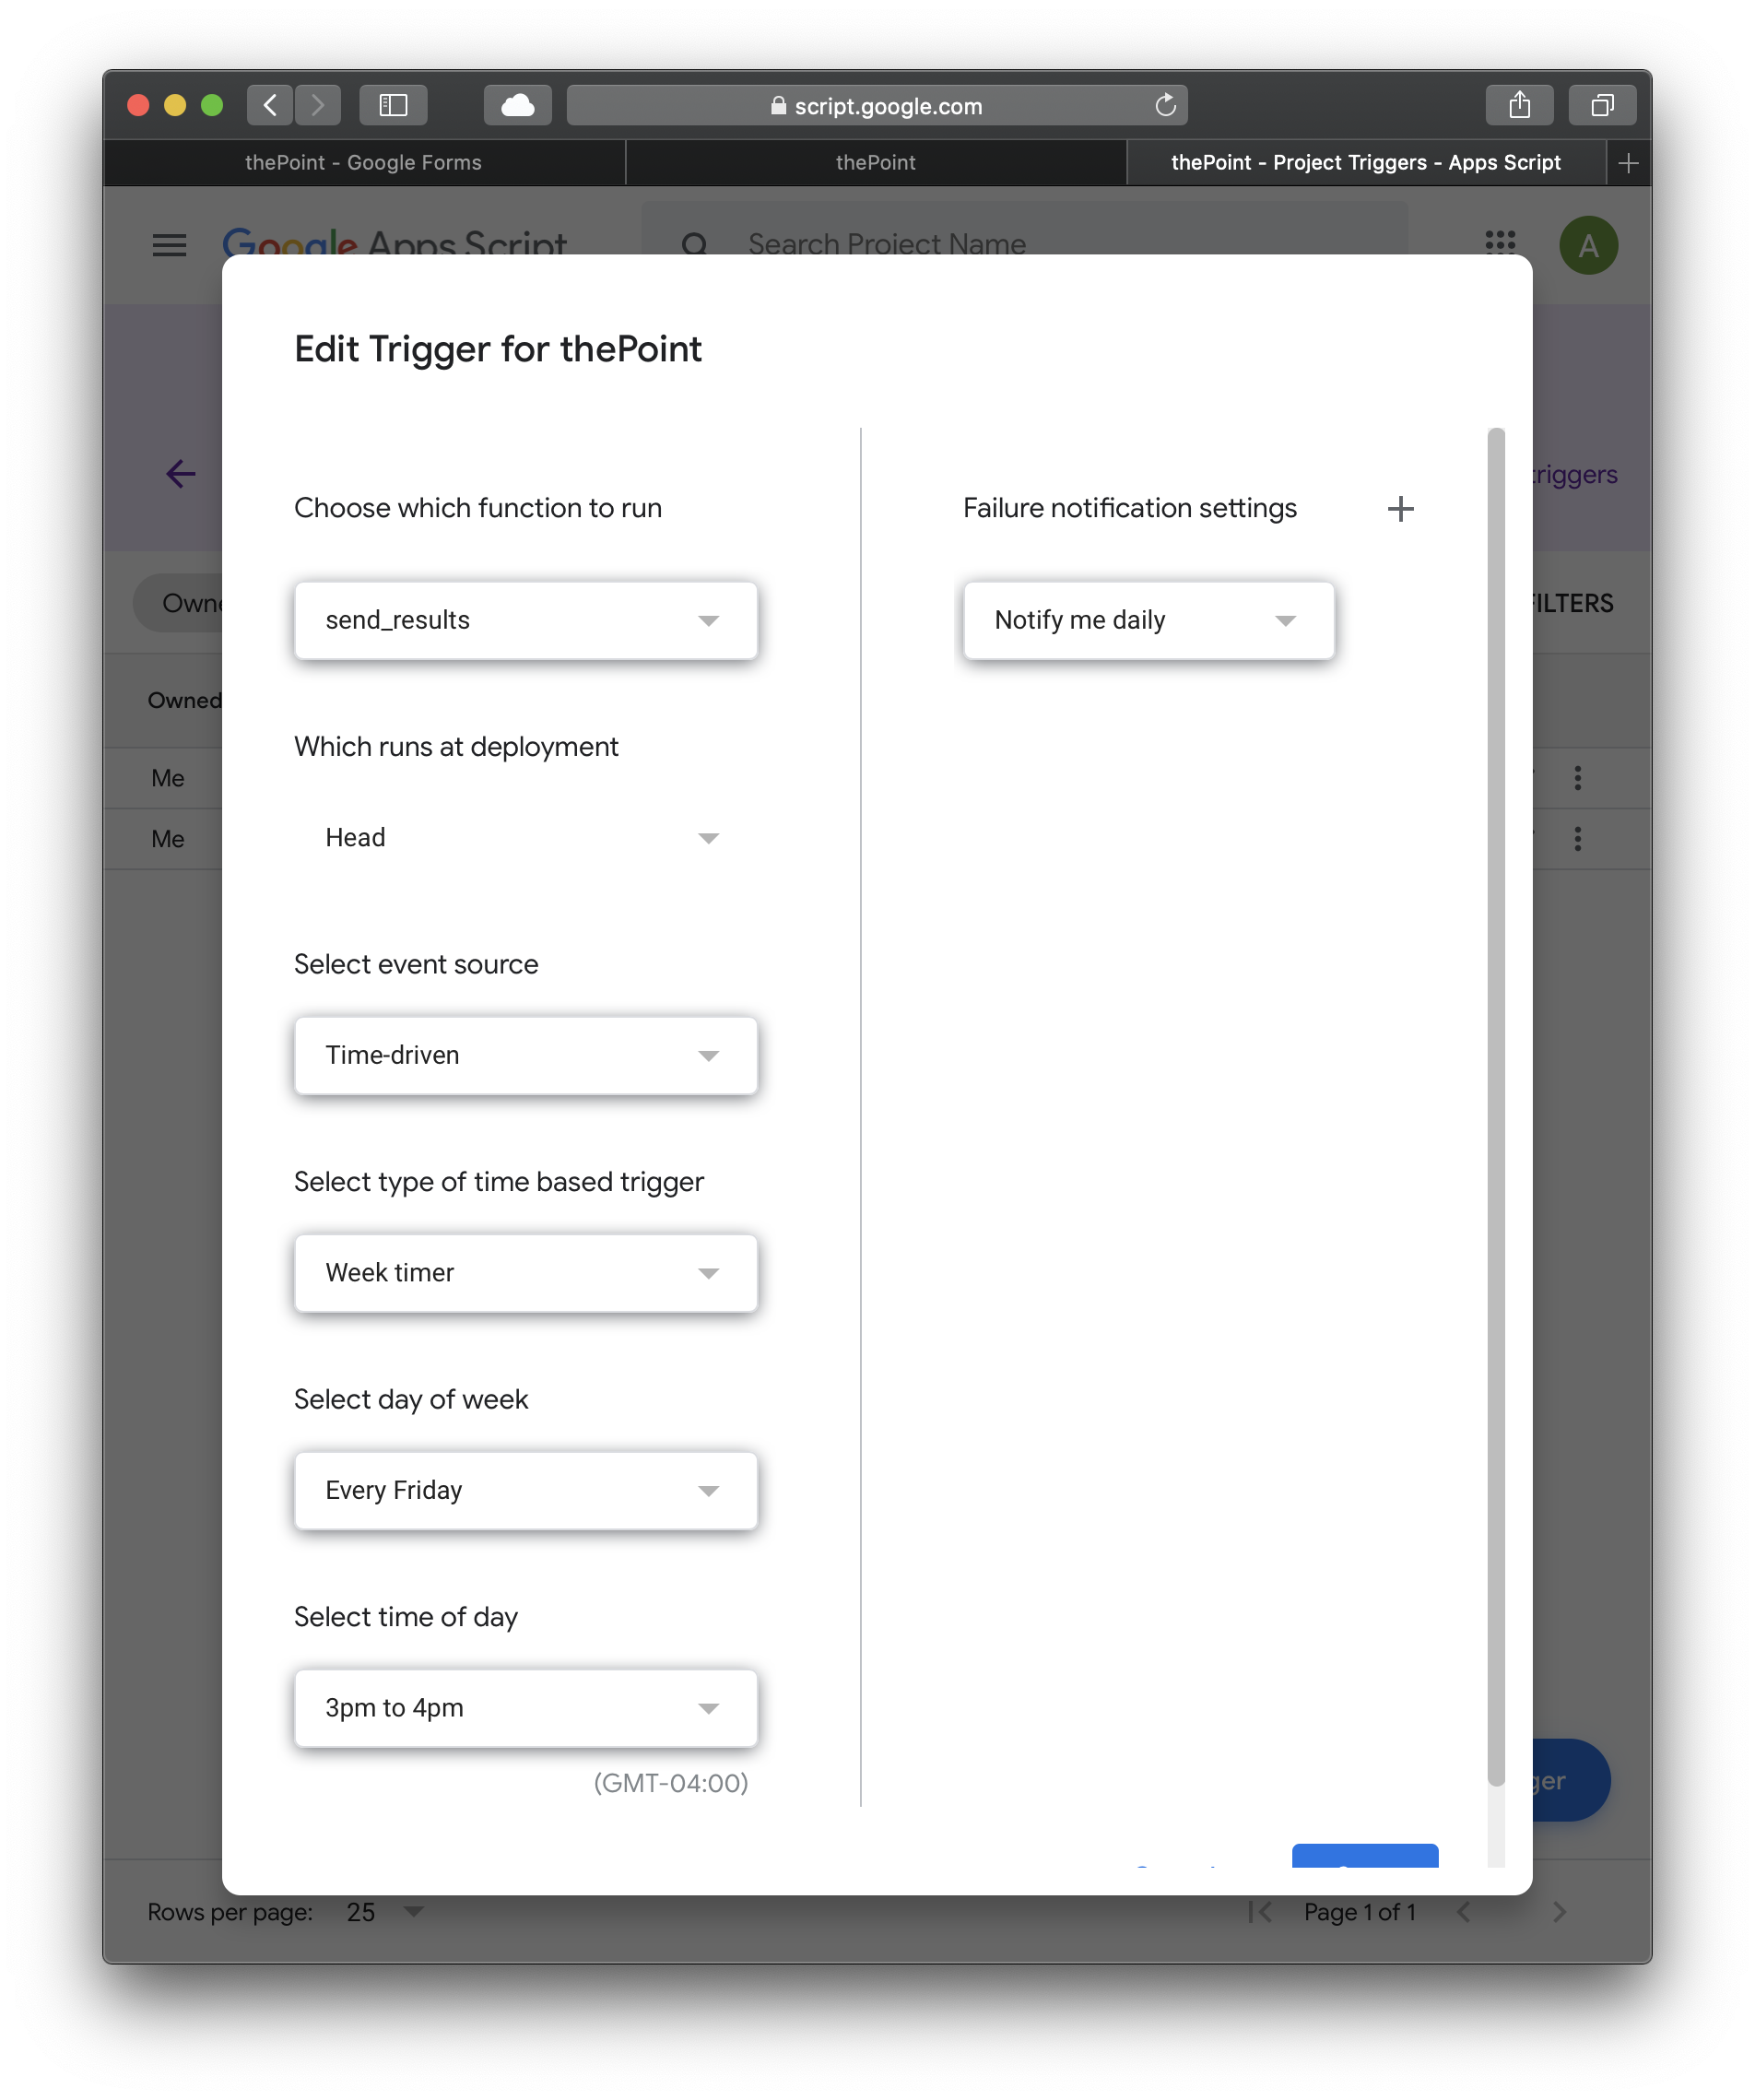 script.google.com
thePoint - Google Forms
thePoint
thePoint - Project Triggers - Apps Script
Google Apps Script
Search Project Name
A
Edit Trigger for thePoint
triggers
Choose which function to run
Failure notification settings
send_results
Notify me daily
FILTERS
Which runs at deployment
Owned
Me
Head
Me
Select event source
Time-driven
Select type of time based trigger
Week timer
Select day of week
Every Friday
Select time of day
3pm to 4pm
(GMT-04:00)
Rows per page: 25
Page 1 of 1